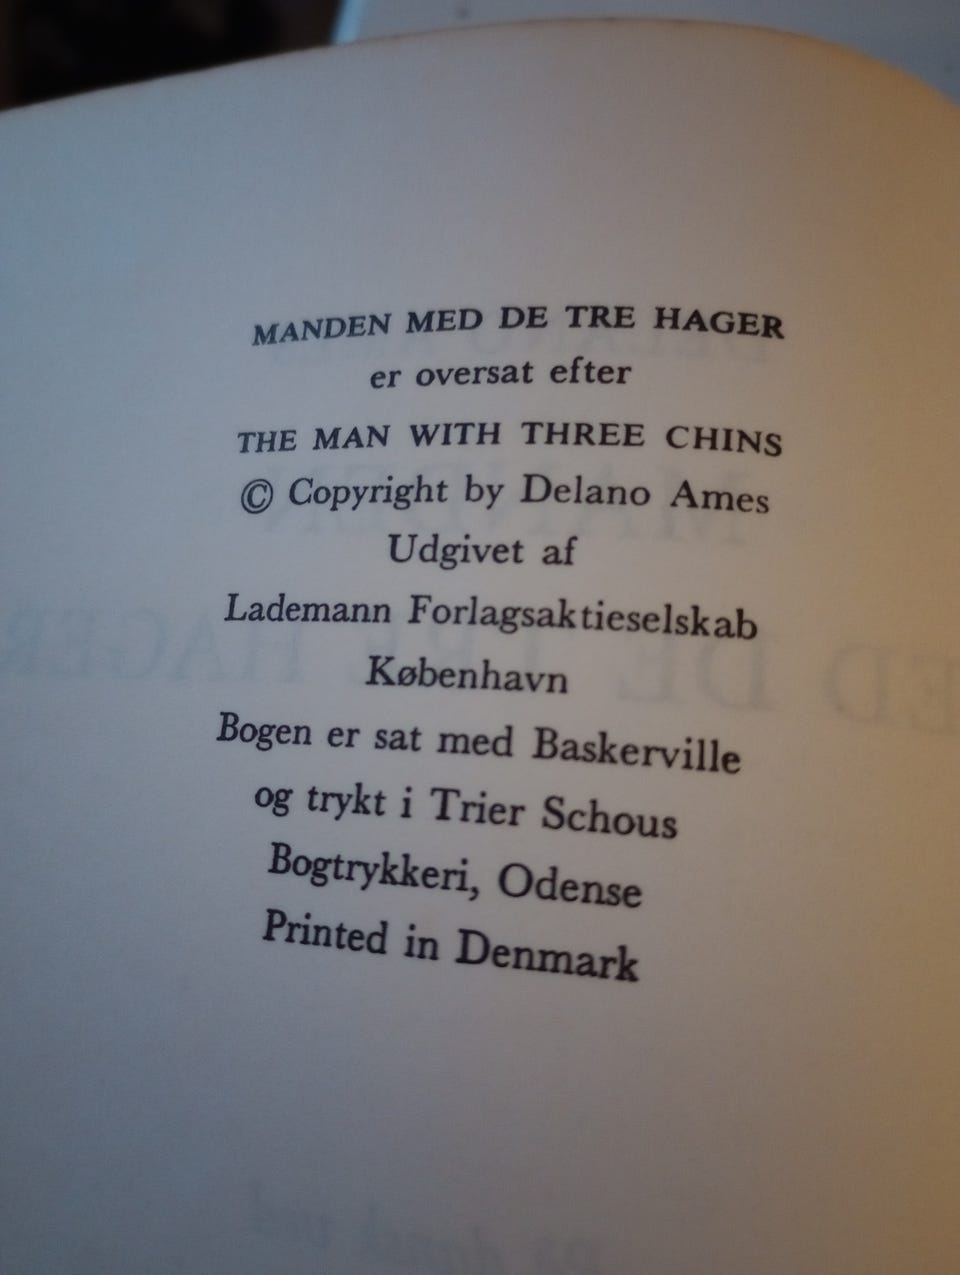 MANDEN MED DE TRE HAGER
er oversat efter
THE MAN WITH THREE CHINS
© Copyright by Delano Ames
Udgivet af
Lademann Forlagsaktieselskab
København
Bogen er sat med Baskerville
og trykt i Trier Schous
Bogtrykkeri, Odense
Printed in Denmark